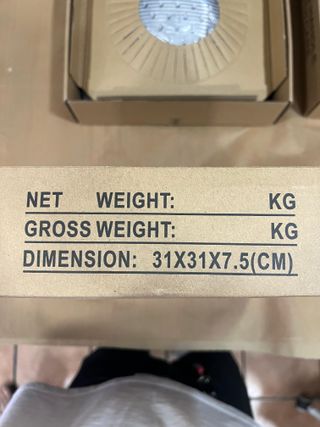 NET WEIGHT: KG
GROSS WEIGHT: KG
DIMENSION: 31X31X7.5(CM)